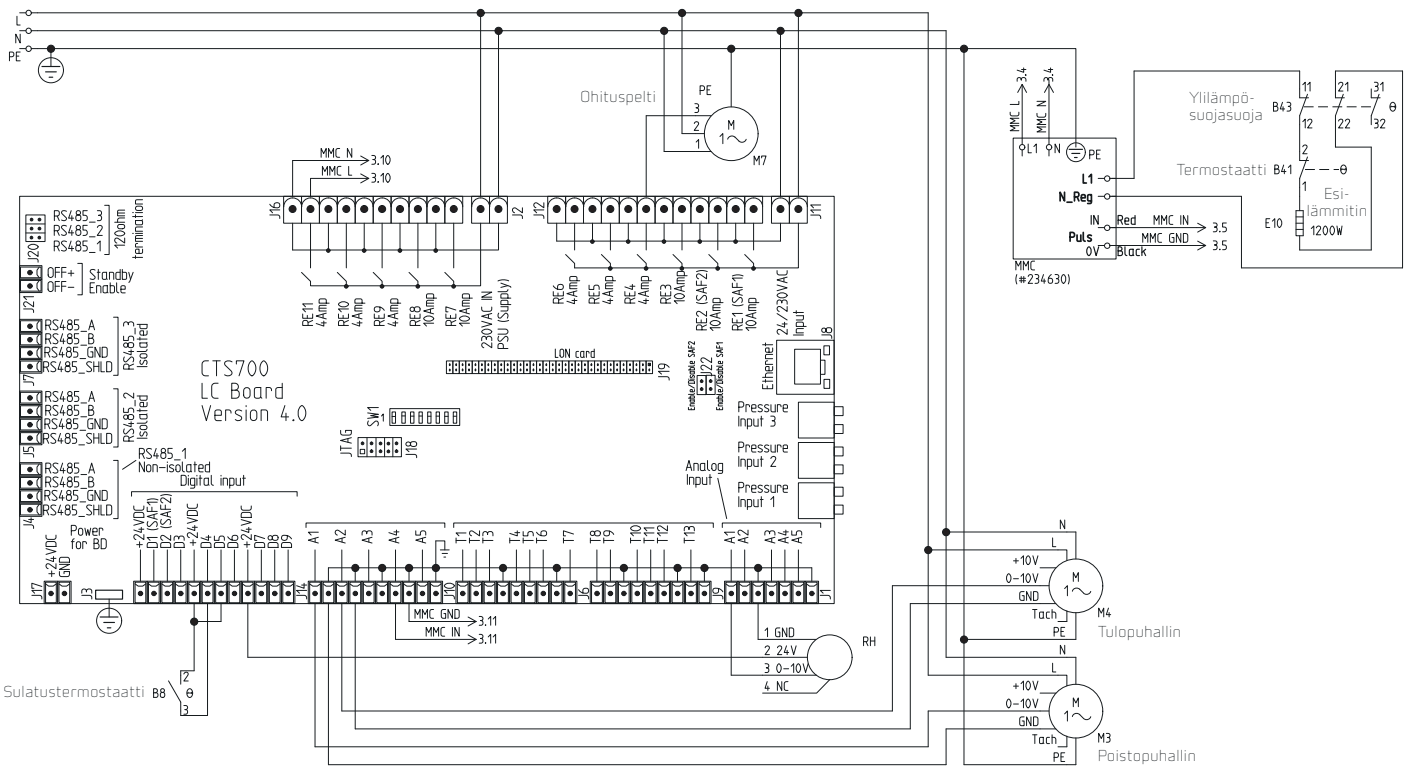 L
N
PE
Ohituspelti
PE
3
2
1
M
1
M7
MMC N
3.10
MMC L
3.10
J16
J2
J12
J11
RS485_3
RS485_2
RS485_1
120ohm
termination
J20
OFF+
OFF-
Standby
Enable
J21
RS485_A
RS485_B
RS485_GND
RS485_SHLD
RS485_3
Isolated
J7
RS485_A
RS485_B
RS485_GND
RS485_SHLD
RS485_2
Isolated
J5
RS485_A
RS485_B
RS485_GND
RS485_SHLD
RS485_1
Non-isolated
J4
RE11
4Amp
RE10
4Amp
RE9
4Amp
RE8
10Amp
RE7
10Amp
230VAC IN
PSU (Supply)
RE6
4Amp
RE5
4Amp
RE4
4Amp
RE3
10Amp
RE2 (SAF2)
10Amp
RE1 (SAF1)
10Amp
24/230VAC
Input
J8
CTS700
LC Board
Version 4.0
LON card
J19
Enable/Disable SAF2
J22
Enable/Disable SAF1
Ethernet
SW1
1
JTAG
J18
Pressure
Input 3
Pressure
Input 2
Pressure
Input 1
Analog
Input
Digital input
Power
for BD
+24VDC
GND
J17
J3
+24VDC
D1 (SAF1)
D2 (SAF2)
D3
+24VDC
D4
D5
D6
+24VDC
D7
D8
D9
J14
A1
A2
A3
A4
A5
J10
T1
T2
T3
T4
T5
T6
T7
J6
T8
T9
T10
T11
T12
T13
J9
A1
A2
A3
A4
A5
J1
MMC GND
3.11
MMC IN
3.11
1 GND
2 24V
3 0-10V
4 NC
RH
Sulatustermostaatti
B8
2
3
θ
MMC L
3.4
MMC N
3.4
L1
N
PE
L1
N_Reg
IN
Red
MMC IN
3.5
Puls
MMC GND
3.5
0V
Black
MMC
(#234630)
Ylilämpö-
suojasuoja
B43
11
12
21
22
31
32
θ
Termostaatti
B41
2
1
θ
Esi-
lämmitin
E10
1200W
N
L
+10V
0-10V
GND
Tach
PE
M
1
M4
Tulopuhallin
N
L
+10V
0-10V
GND
Tach
PE
M
1
M3
Poistopuhallin